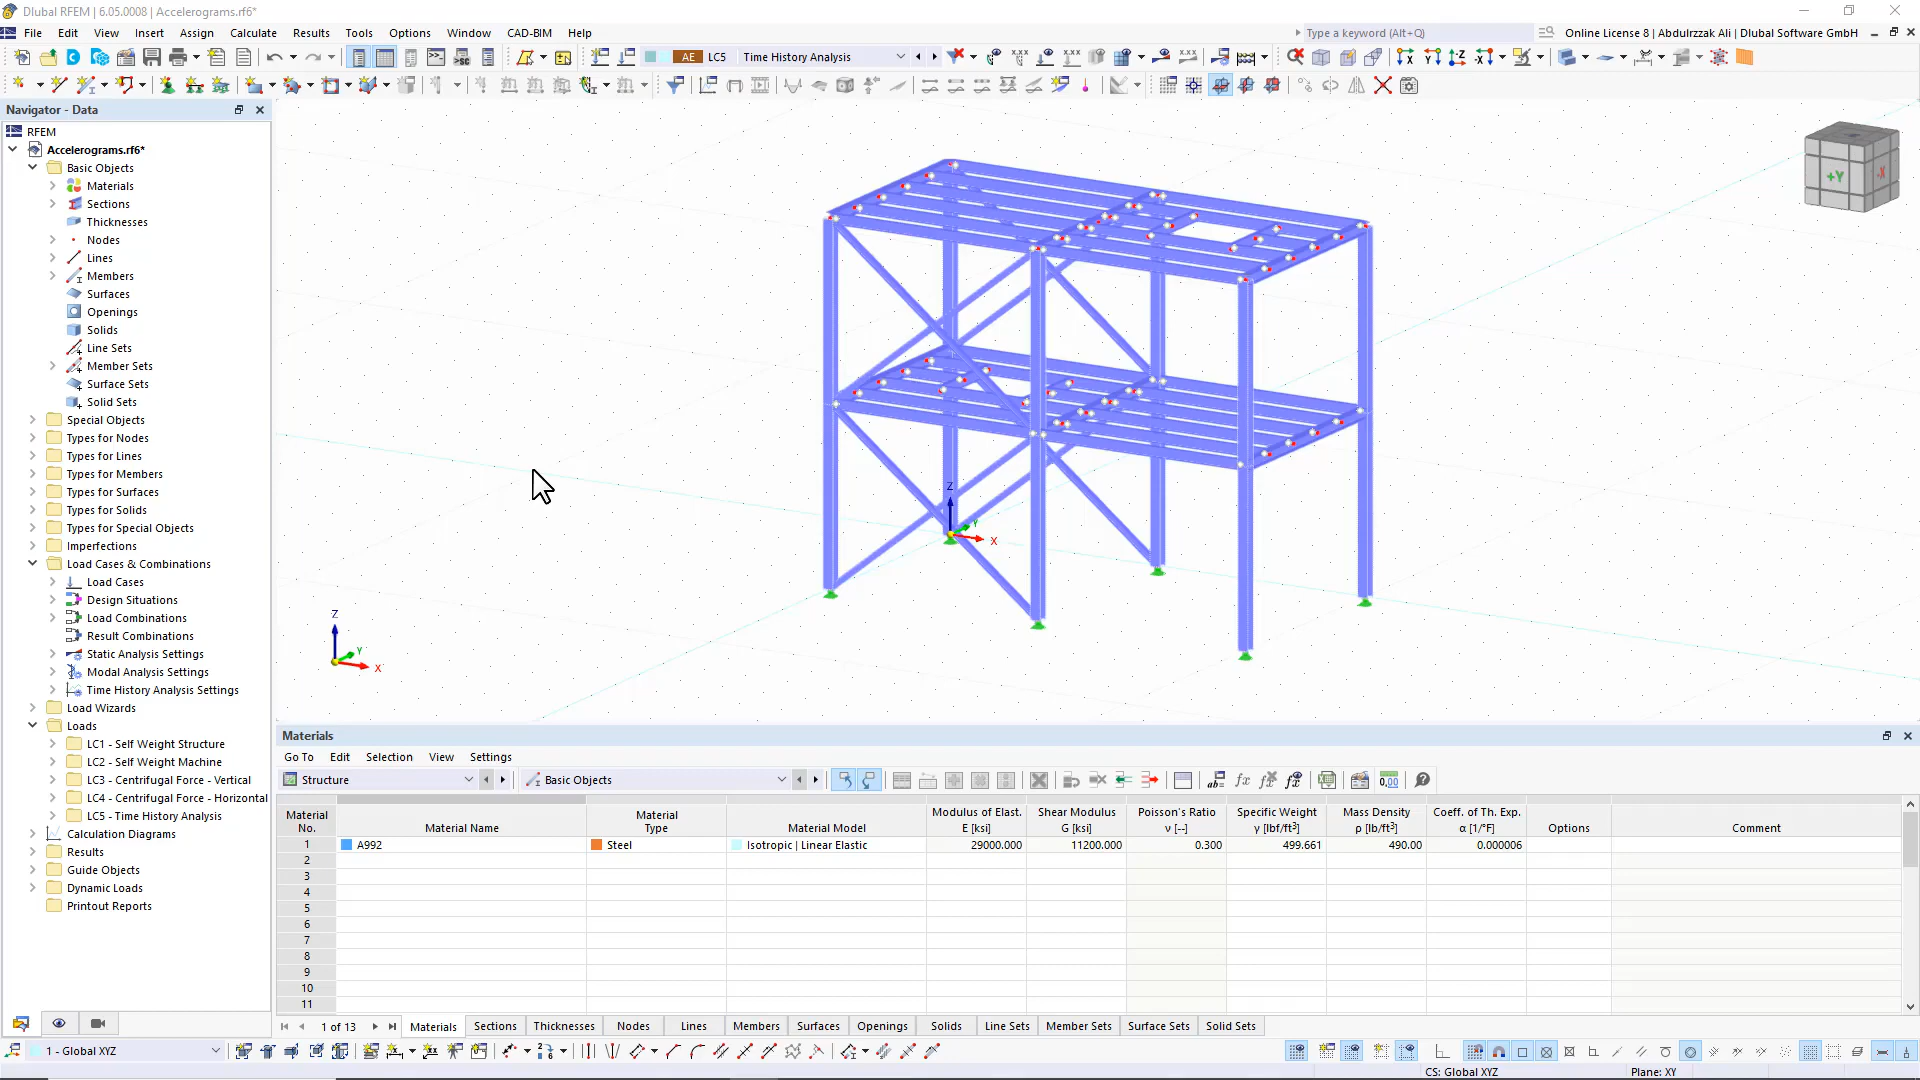 Dlubal RFEM | 6.05.0008 | Accelerograms.rf6*
File Edit View Insert Assign Calculate Results Tools Options Window CAD-BIM Help
Type a keyword (Alt+Q)
Online License 8 | Abdulrzzak Ali | Dlubal Software GmbH
AE LC5 Time History Analysis
Navigator - Data
RFEM
Accelerograms.rf6*
Basic Objects
Materials
Sections
Thicknesses
Nodes
Lines
Members
Surfaces
Openings
Solids
Line Sets
Member Sets
Surface Sets
Solid Sets
Special Objects
Types for Nodes
Types for Lines
Types for Members
Types for Surfaces
Types for Solids
Types for Special Objects
Imperfections
Load Cases & Combinations
Load Cases
Design Situations
Load Combinations
Result Combinations
Static Analysis Settings
Modal Analysis Settings
Time History Analysis Settings
Load Wizards
Loads
LC1 - Self Weight Structure
LC2 - Self Weight Machine
LC3 - Centrifugal Force - Vertical
LC4 - Centrifugal Force - Horizontal
LC5 - Time History Analysis
Calculation Diagrams
Results
Guide Objects
Dynamic Loads
Printout Reports
+Y -X
Z
Y
X
Z
Y
X
Materials
Go To Edit Selection View Settings
Structure Basic Objects
Material No. Material Name Material Type Material Model Modulus of Elast. E [ksi] Shear Modulus G [ksi] Poisson's Ratio ν [--] Specific Weight γ [lbf/ft³] Mass Density ρ [lb/ft³] Coeff. of Th. Exp. α [1/°F] Options Comment
1 A992 Steel Isotropic | Linear Elastic 29000.000 11200.000 0.300 499.661 490.00 0.000006
2
3
4
5
6
7
8
9
10
11
1 of 13 Materials Sections Thicknesses Nodes Lines Members Surfaces Openings Solids Line Sets Member Sets Surface Sets Solid Sets
1 - Global XYZ
CS: Global XYZ Plane: XY